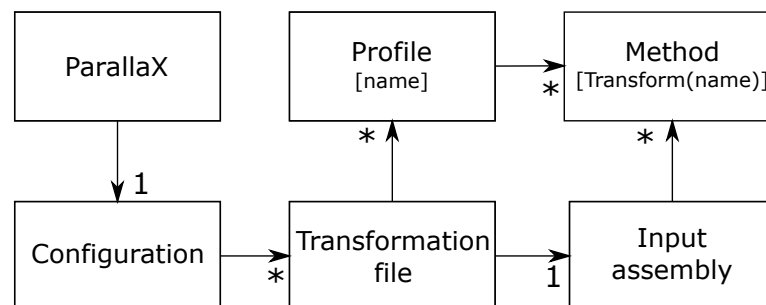 ParallaX
Profile
[name]
Method
[Transform(name)]
*
*
*
1
Configuration
*
Transformation
file
1
Input
assembly